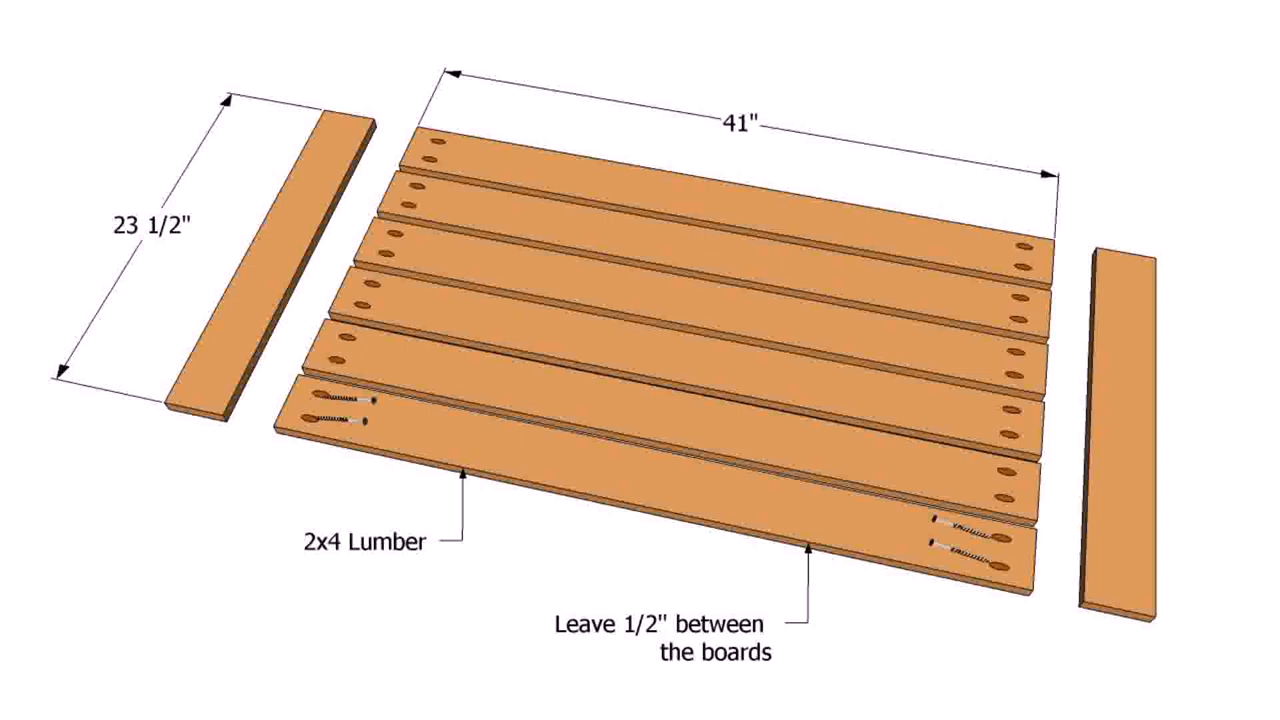 41"
23 1/2"
2x4 Lumber
Leave 1/2" between
the boards